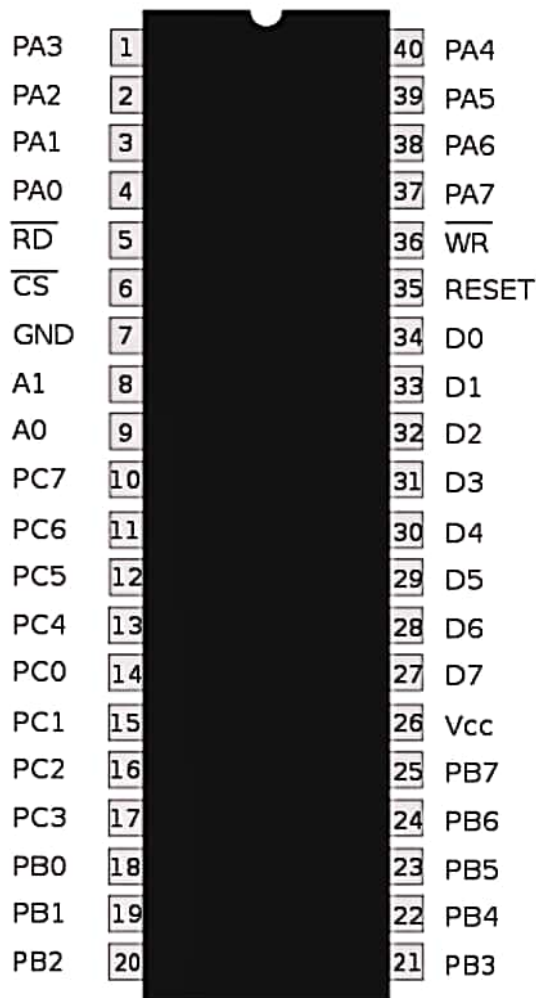 PA3 1 40 PA4
PA2 2 39 PA5
PA1 3 38 PA6
PA0 4 37 PA7
R̅D̅ 5 36 W̅R̅
C̅S̅ 6 35 RESET
GND 7 34 D0
A1 8 33 D1
A0 9 32 D2
PC7 10 31 D3
PC6 11 30 D4
PC5 12 29 D5
PC4 13 28 D6
PC0 14 27 D7
PC1 15 26 Vcc
PC2 16 25 PB7
PC3 17 24 PB6
PB0 18 23 PB5
PB1 19 22 PB4
PB2 20 21 PB3